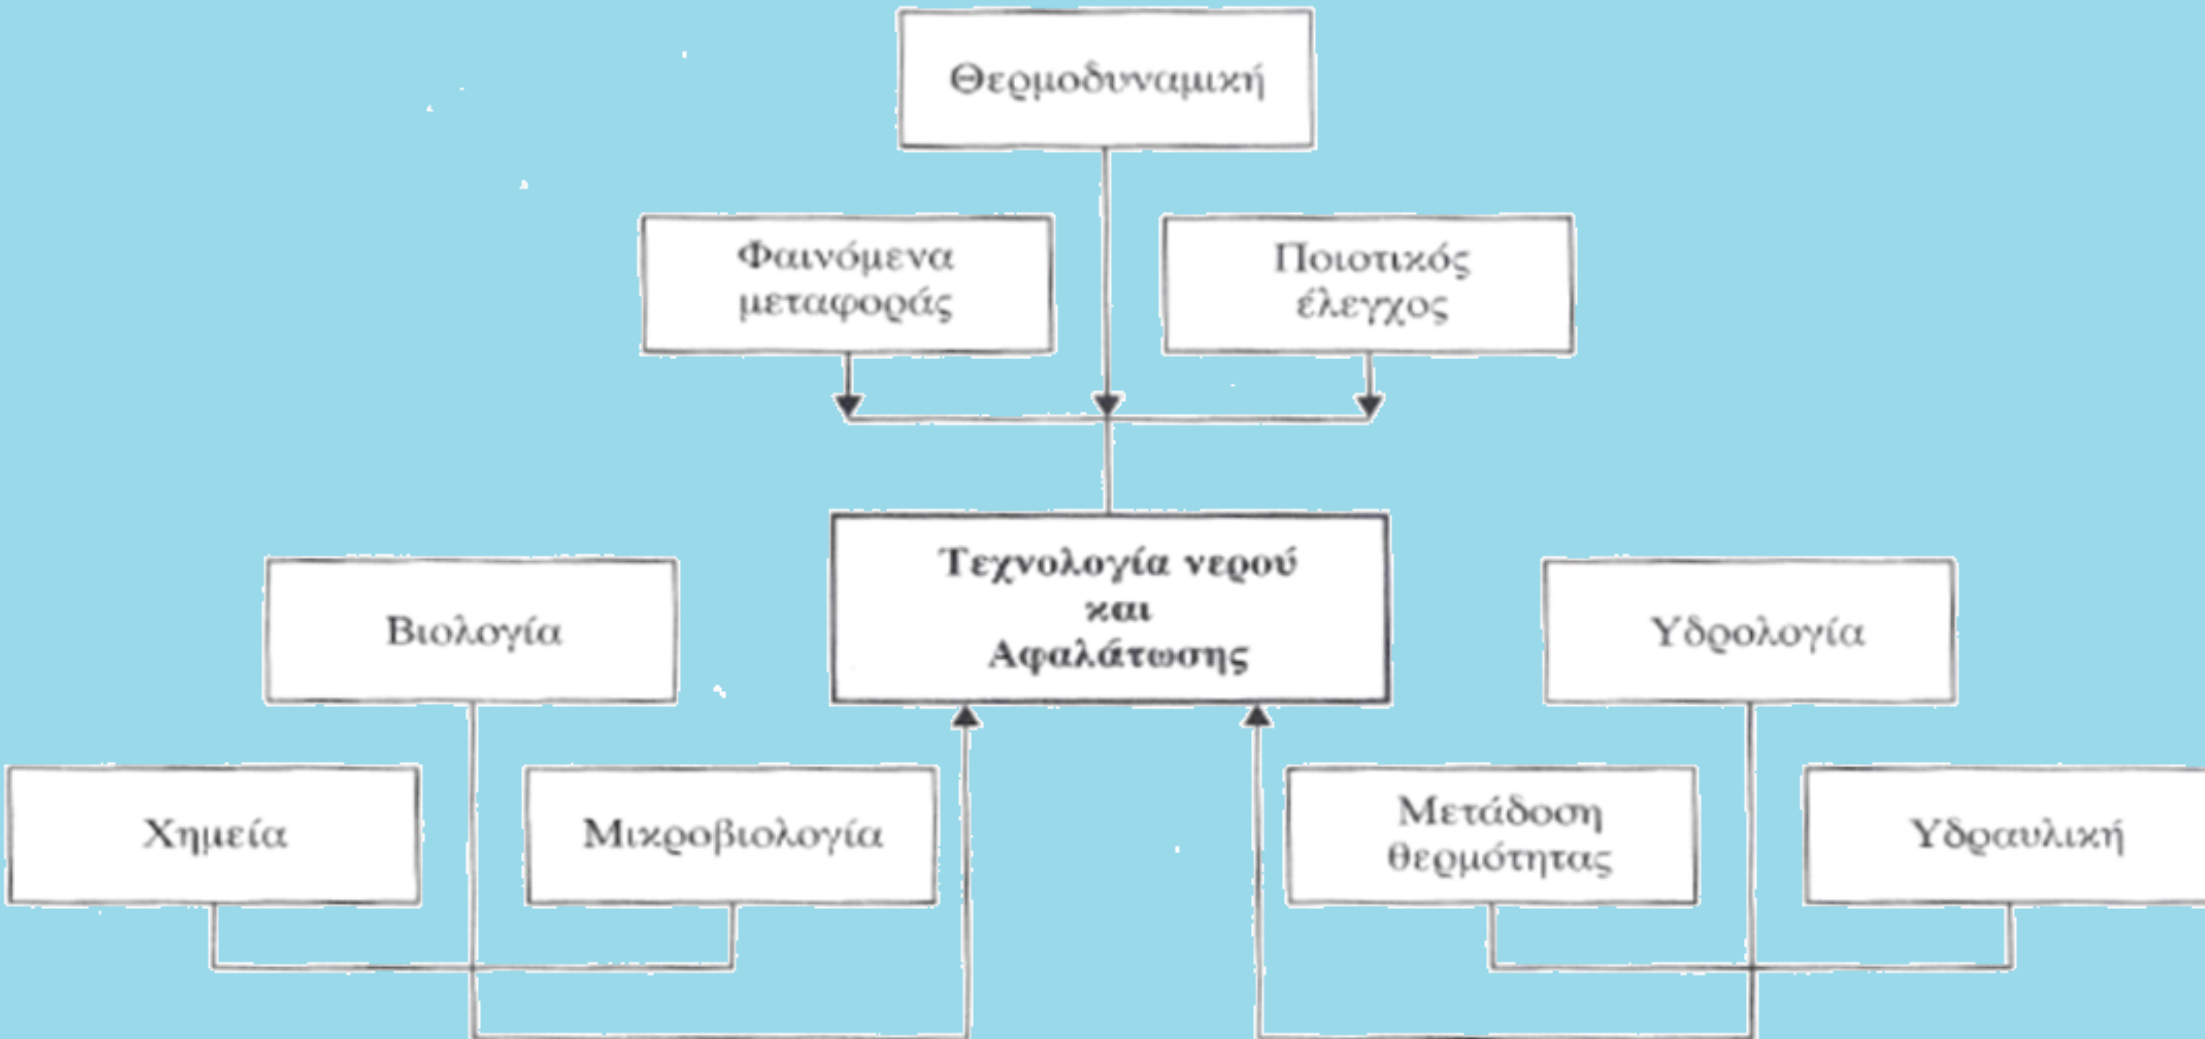 Θερμοδυναμική
Φαινόμενα
μεταφοράς
Ποιοτικός
έλεγχος
Τεχνολογία νερού
και
Αφαλάτωσης
Βιολογία
Υδρολογία
Χημεία
Μικροβιολογία
Μετάδοση
θερμότητας
Υδραυλική